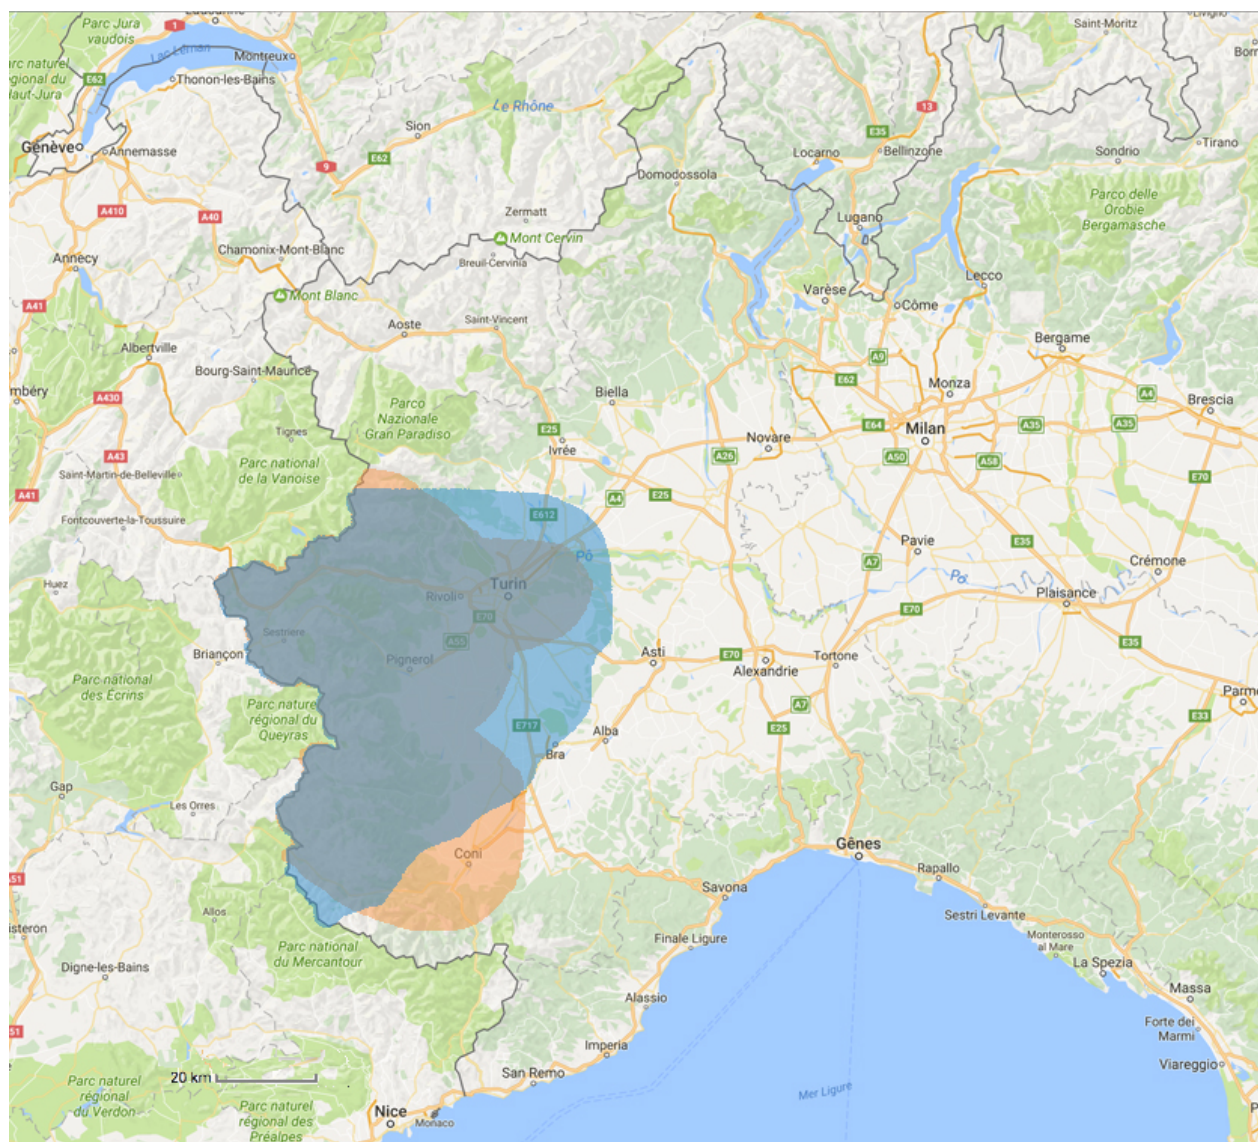 Parc Jura
vaudois
1
Lausanne
Saint-Moritz
Livigno
Lac Léman
Montreux
Born
arc naturel
régional du
Haut-Jura
E62
Thonon-les-Bains
Le Rhône
13
Sion
E35
Genève
Annemasse
9
E62
Locarno
Bellinzone
Sondrio
Tirano
Domodossola
A410
A40
Zermatt
Lugano
Parco delle
Orobie
Bergamasche
Mont Cervin
Chamonix-Mont-Blanc
Breuil-Cervinia
Annecy
Lecco
Mont Blanc
Varèse
Côme
A41
Aoste
Saint-Vincent
Bergame
Albertville
A9
Bourg-Saint-Maurice
E62
Monza
mbéry
A430
Parco
Nazionale
Gran Paradiso
Biella
A4
Brescia
E25
E64
Milan
A35
A35
Tignes
Ivrée
Novare
A43
A26
A50
A58
Saint-Martin-de-Belleville
Parc national
de la Vanoise
E70
A41
A4
E25
Fontcouverte-la-Toussuire
E612
Pavie
E35
Pô
A7
Crémone
Huez
Rivoli
Turin
Pô
Plaisance
E70
E70
Sestriere
A55
E35
Briançon
Pignerol
Asti
E70
Alexandrie
Tortone
Parc national
des Écrins
Parme
Parc nature
régional du
Queyras
A7
E33
E717
Alba
E25
Bra
Gap
Les Orres
Coni
Gênes
51
Rapallo
Savona
Allos
Sestri Levante
isteron
Finale Ligure
Monterosso
al Mare
Parc national
du Mercantour
La Spezia
Digne-les-Bains
Massa
Alassio
51
Forte dei
Marmi
Imperia
Viareggio
San Remo
20 km
Parc naturel
régional
du Verdon
Mer Ligure
Nice
Parc naturel
régional des
Préalpes
Monaco
P